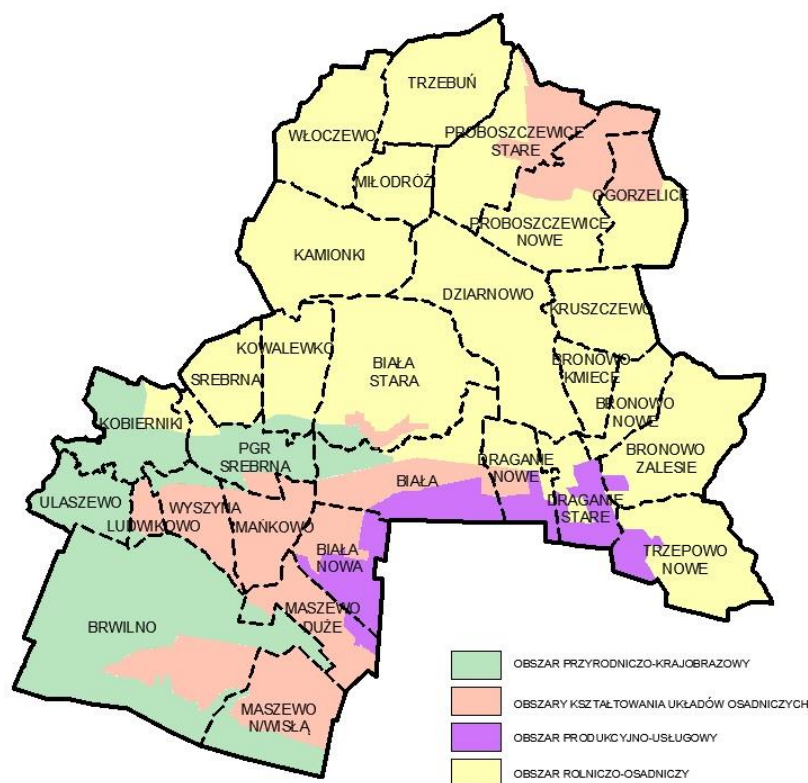 TRZEBUŃ
WŁOCZEWO
PROBOSZCZEWICE
STARE
MIŁODRÓŻ
OGORZELICE
PROBOSZCZEWICE
NOWE
KAMIONKI
DZIARNOWO
KRUSZCZEWO
KOWALEWKO
BIAŁA
STARA
SREBRNA
BRONOWO
KMIECE
BRONOWO
NOWE
KOBIERNIKI
PGR
SREBRNA
DRAGANIE
NOWE
BRONOWO
ZALESIE
BIAŁA
ULASZEWO
WYSZYNA
LUDWIKOWO
MAŃKOWO
DRAGANIE
STARE
BIAŁA
NOWA
TRZEPOWO
NOWE
MASZEWO
DUŻE
BRWILNO
MASZEWO
N/WISŁĄ
OBSZAR PRZYRODNICZO-KRAJOBRAZOWY
OBSZARY KSZTAŁTOWANIA UKŁADÓW OSADNICZYCH
OBSZAR PRODUKCYJNO-USŁUGOWY
OBSZAR ROLNICZO-OSADNICZY